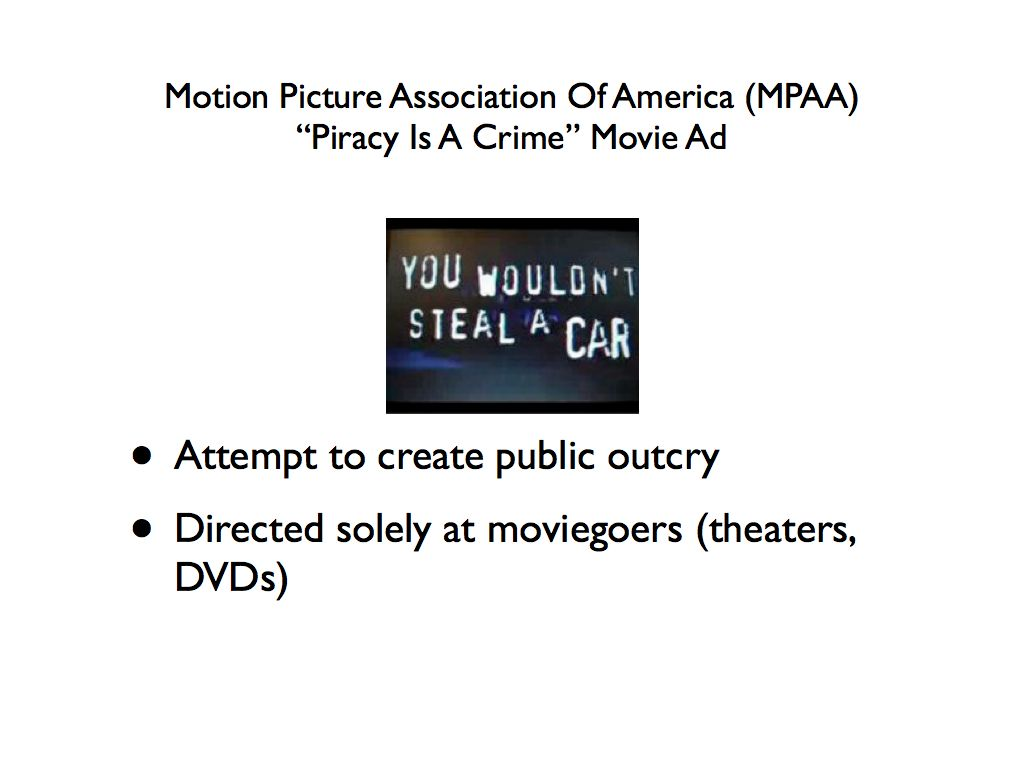 Motion Picture Association Of America (MPAA)
“Piracy Is A Crime” Movie Ad
YOU WOULDN'T
STEAL A CAR
• Attempt to create public outcry
• Directed solely at moviegoers (theaters,
DVDs)